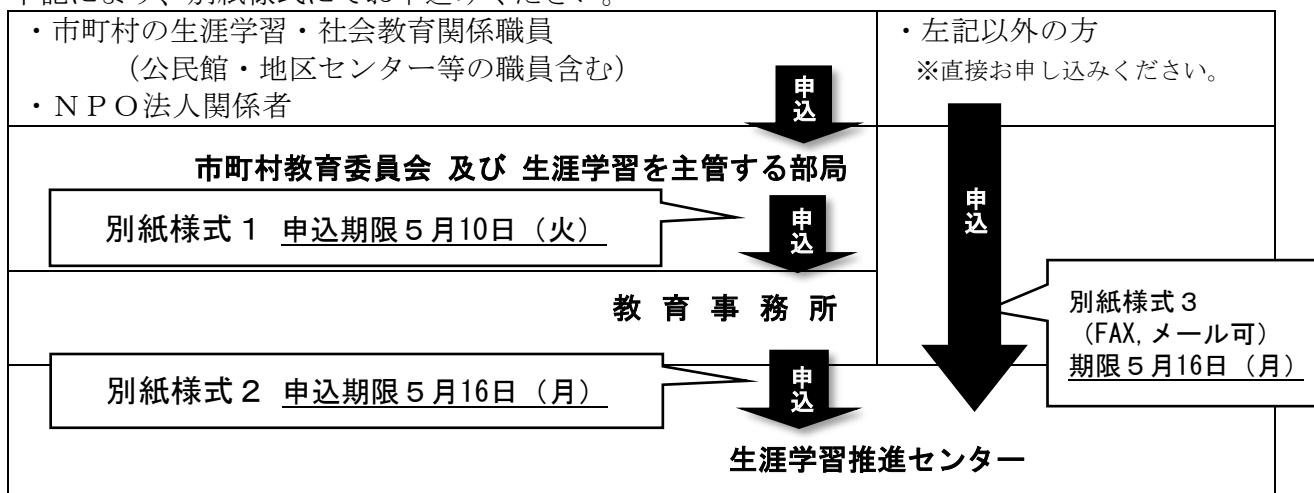 下記により、別紙様式にてお申込みください。
・市町村の生涯学習・社会教育関係職員
（公民館・地区センター等の職員含む）
・ＮＰＯ法人関係者
・左記以外の方
※直接お申し込みください。
申込
市町村教育委員会 及び 生涯学習を主管する部局
別紙様式１ 申込期限５月10日（火）
申込
申込
教 育 事 務 所
別紙様式３
（FAX,メール可）
期限５月16日（月）
別紙様式２ 申込期限５月16日（月）
申込
生涯学習推進センター